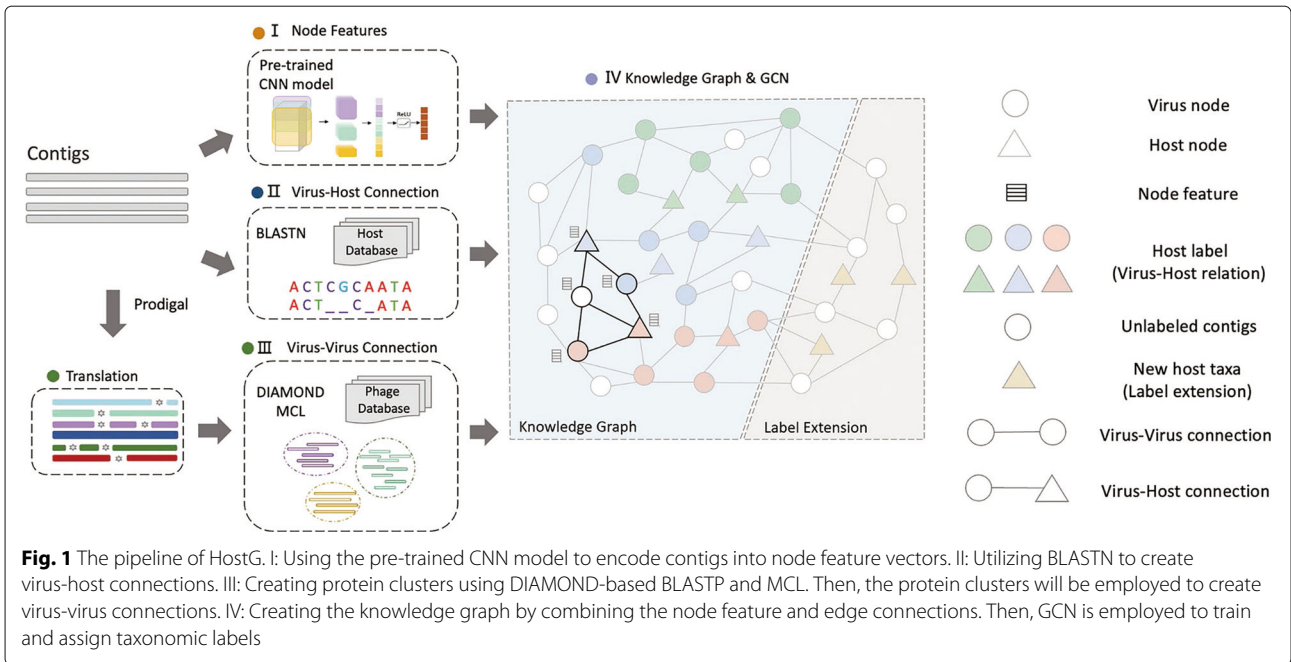 I Node Features
Pre-trained
CNN model
ReLU
Contigs
II Virus-Host Connection
BLASTN
Host
Database
ACTCGCAATA
ACT__C_ATA
Prodigal
Translation
III Virus-Virus Connection
DIAMOND
MCL
Phage
Database
IV Knowledge Graph & GCN
Knowledge Graph
Label Extension
Virus node
Host node
Node feature
Host label
(Virus-Host relation)
Unlabeled contigs
New host taxa
(Label extension)
Virus-Virus connection
Virus-Host connection
Fig. 1 The pipeline of HostG. I: Using the pre-trained CNN model to encode contigs into node feature vectors. II: Utilizing BLASTN to create
virus-host connections. III: Creating protein clusters using DIAMOND-based BLASTP and MCL. Then, the protein clusters will be employed to create
virus-virus connections. IV: Creating the knowledge graph by combining the node feature and edge connections. Then, GCN is employed to train
and assign taxonomic labels